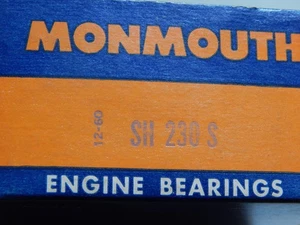 MONMOUTH
12-60
SH 230 S
ENGINE BEARINGS